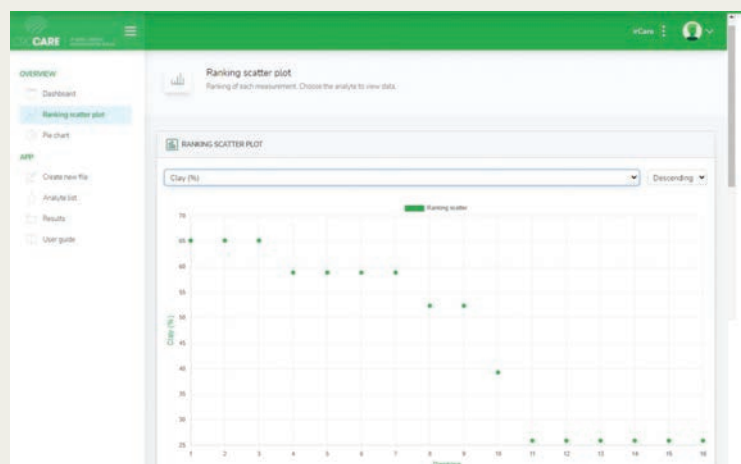 CARE
irCare
OVERVIEW
Dashboard
Ranking scatter plot
Pie chart
APP
Create new file
Analyte list
Results
User guide
Ranking scatter plot
Ranking of each measurement. Choose the analyte to view data.
RANKING SCATTER PLOT
Clay (%)
Descending
Ranking scatter
Clay (%)
70
65
60
55
50
45
40
35
30
25
1 2 3 4 5 6 7 8 9 10 11 12 13 14 15 16